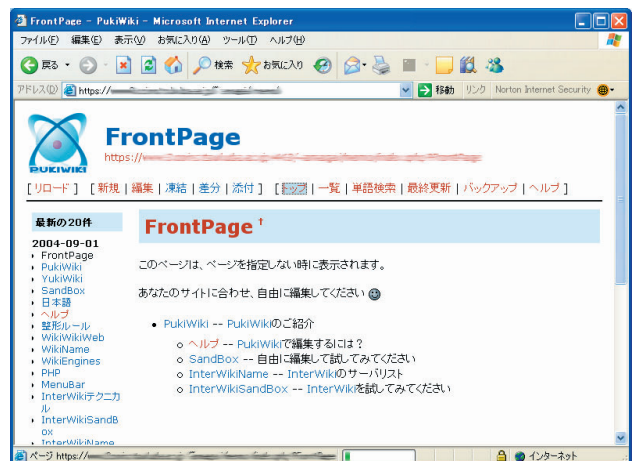 FrontPage - PukiWiki - Microsoft Internet Explorer
ファイル(F) 編集(E) 表示(V) お気に入り(A) ツール(T) ヘルプ(H)
戻る 検索 お気に入り
アドレス(D) https:// 移動 リンク Norton Internet Security
FrontPage
https://
PUKIWIKI
[ リロード ] [ 新規 | 編集 | 凍結 | 差分 | 添付 ] [ トップ | 一覧 | 単語検索 | 最終更新 | バックアップ | ヘルプ ]
最新の20件
2004-09-01
FrontPage
PukiWiki
YukiWiki
SandBox
日本語
ヘルプ
整形ルール
WikiWikiWeb
WikiName
WikiEngines
PHP
MenuBar
InterWikiテクニカ
ル
InterWikiSandB
ox
InterWikiName
FrontPage †
このページは、ページを指定しない時に表示されます。
あなたのサイトに合わせ、自由に編集してください
PukiWiki -- PukiWikiのご紹介
ヘルプ -- PukiWikiで編集するには?
SandBox -- 自由に編集して試してみてください
InterWikiName -- InterWikiのサーバリスト
InterWikiSandBox -- InterWikiを試してみてください
ページ https:// インターネット